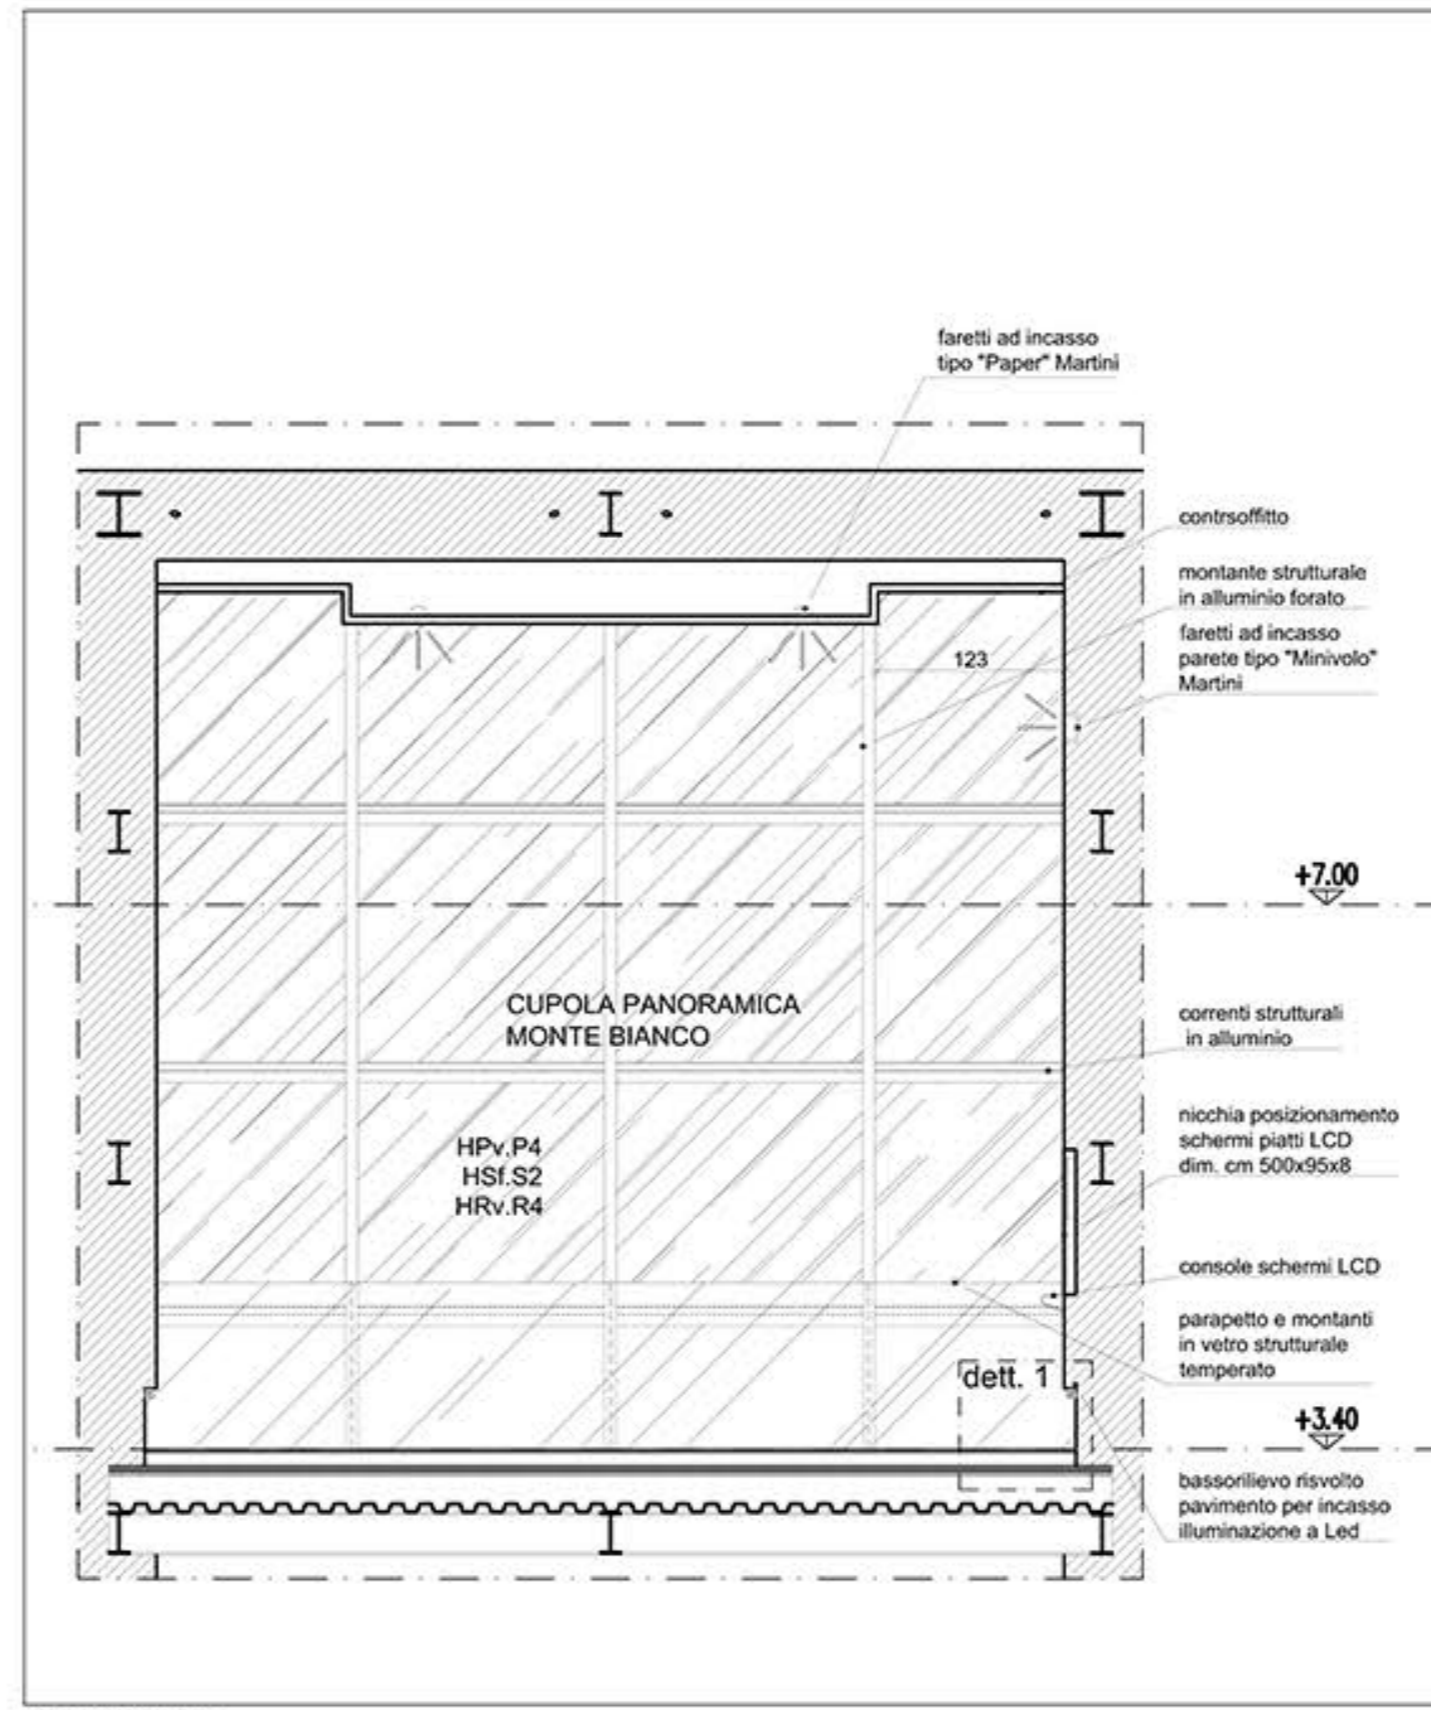 faretti ad incasso
tipo "Paper" Martini
contrsoffitto
montante strutturale
in alluminio forato
faretti ad incasso
parete tipo "Minivolo"
Martini
123
+7.00
CUPOLA PANORAMICA
MONTE BIANCO
correnti strutturali
in alluminio
nicchia posizionamento
schermi piatti LCD
dim. cm 500x95x8
HPv.P4
HSf.S2
HRv.R4
console schermi LCD
parapetto e montanti
in vetro strutturale
temperato
dett. 1
+3.40
bassorilievo risvolto
pavimento per incasso
illuminazione a Led